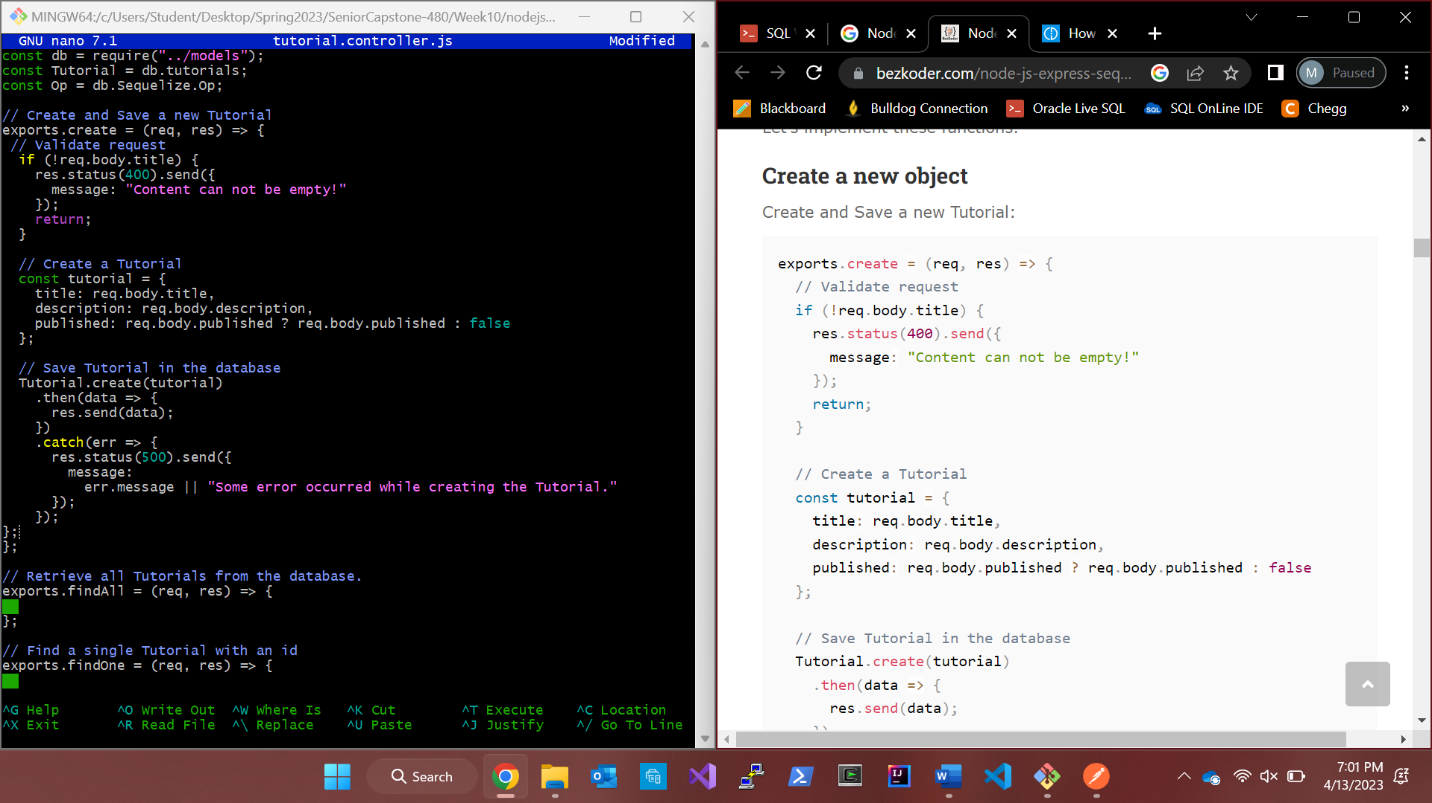 MINGW64:/c/Users/Student/Desktop/Spring2023/SeniorCapstone-480/Week10/nodejs...
GNU nano 7.1 tutorial.controller.js Modified
const db = require("../models");
const Tutorial = db.tutorials;
const Op = db.Sequelize.Op;
// Create and Save a new Tutorial
exports.create = (req, res) => {
// Validate request
if (!req.body.title) {
res.status(400).send({
message: "Content can not be empty!"
});
return;
}
// Create a Tutorial
const tutorial = {
title: req.body.title,
description: req.body.description,
published: req.body.published ? req.body.published : false
};
// Save Tutorial in the database
Tutorial.create(tutorial)
.then(data => {
res.send(data);
})
.catch(err => {
res.status(500).send({
message:
err.message || "Some error occurred while creating the Tutorial."
});
});
};
};
// Retrieve all Tutorials from the database.
exports.findAll = (req, res) => {
};
// Find a single Tutorial with an id
exports.findOne = (req, res) => {
^G Help ^O Write Out ^W Where Is ^K Cut ^T Execute ^C Location
^X Exit ^R Read File ^\ Replace ^U Paste ^J Justify ^/ Go To Line
SQL Node Node How
bezkoder.com/node-js-express-seq... M Paused
Blackboard Bulldog Connection Oracle Live SQL SQL OnLine IDE Chegg »
Let's implement these functions.
Create a new object
Create and Save a new Tutorial:
exports.create = (req, res) => {
// Validate request
if (!req.body.title) {
res.status(400).send({
message: "Content can not be empty!"
});
return;
}
// Create a Tutorial
const tutorial = {
title: req.body.title,
description: req.body.description,
published: req.body.published ? req.body.published : false
};
// Save Tutorial in the database
Tutorial.create(tutorial)
.then(data => {
res.send(data);
})
Search
7:01 PM
4/13/2023